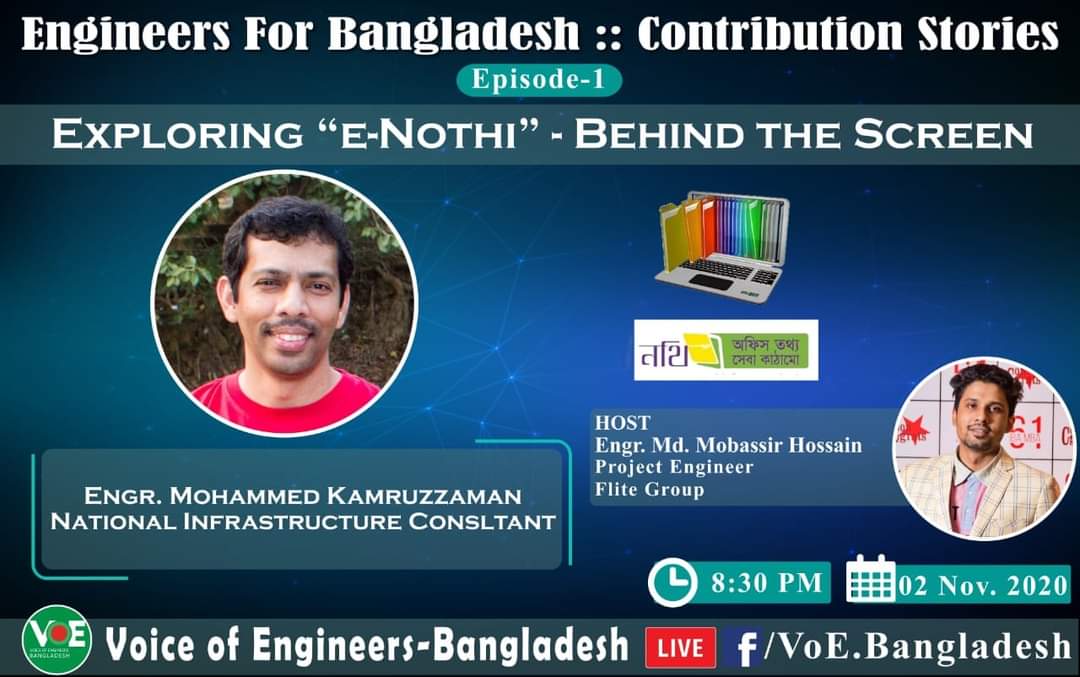 Engineers For Bangladesh :: Contribution Stories
Episode-1
EXPLORING “E-NOTHI” - BEHIND THE SCREEN
নথি
অফিস তথ্য
সেবা কাঠামো
HOST
Engr. Md. Mobassir Hossain
Project Engineer
Flite Group
ENGR. MOHAMMED KAMRUZZAMAN
NATIONAL INFRASTRUCTURE CONSLTANT
8:30 PM
02 Nov. 2020
VOE
VOICE OF ENGINEERS
BANGLADESH
Voice of Engineers-Bangladesh
LIVE
f/VoE.Bangladesh